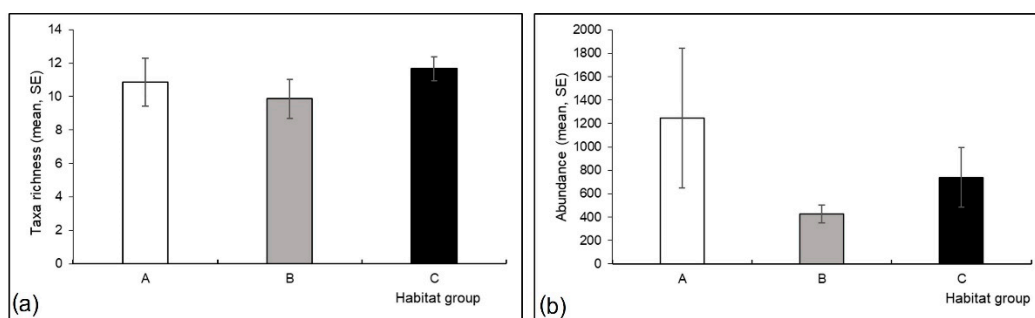 Taxa richness (mean, SE)
14
12
10
8
6
4
2
0
A B C
Habitat group
(a)
Abundance (mean, SE)
2000
1800
1600
1400
1200
1000
800
600
400
200
0
A B C
Habitat group
(b)